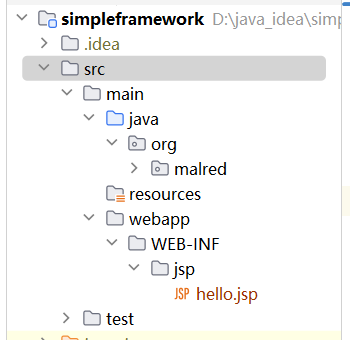 simpleframework D:\java_idea\simp
.idea
src
main
java
org
malred
resources
webapp
WEB-INF
jsp
JSP hello.jsp
test